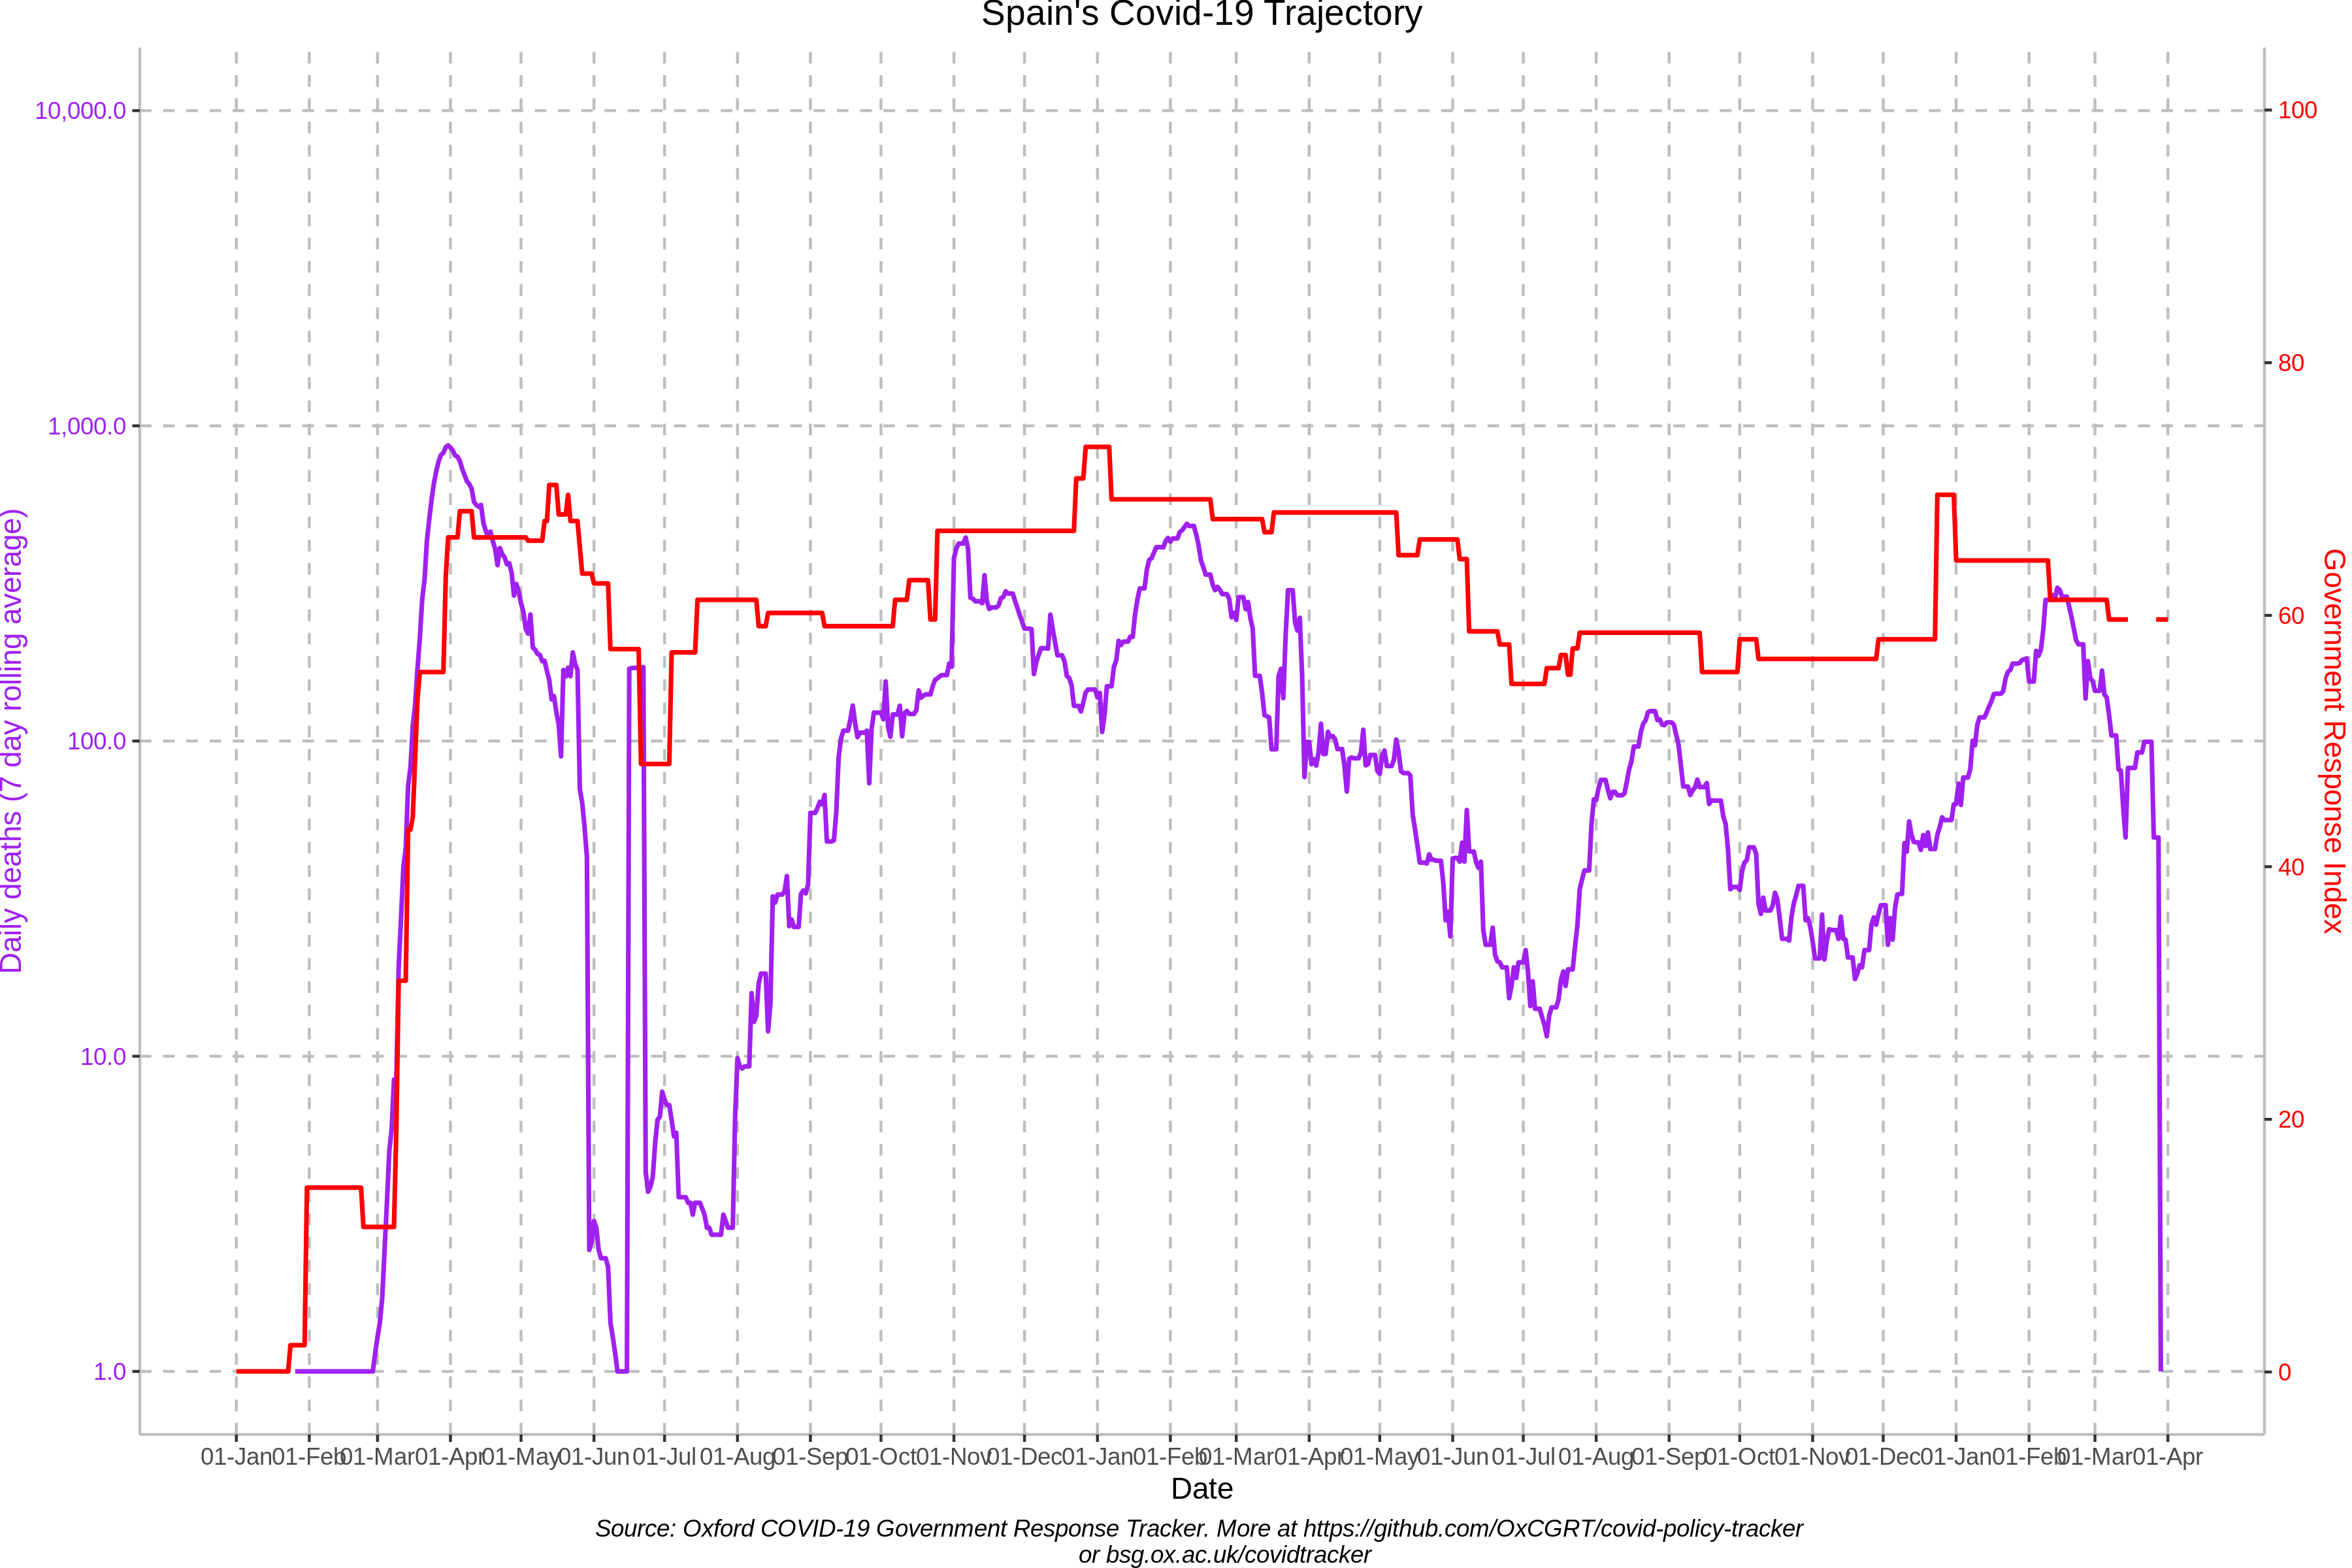 Spain's Covid-19 Trajectory
Daily deaths (7 day rolling average)
10,000.0
1,000.0
100.0
10.0
1.0
100
80
60
40
20
0
Government Response Index
01-Jan 01-Feb 01-Mar 01-Apr 01-May 01-Jun 01-Jul 01-Aug 01-Sep 01-Oct 01-Nov 01-Dec 01-Jan 01-Feb 01-Mar 01-Apr 01-May 01-Jun 01-Jul 01-Aug 01-Sep 01-Oct 01-Nov 01-Dec 01-Jan 01-Feb 01-Mar 01-Apr
Date
Source: Oxford COVID-19 Government Response Tracker. More at https://github.com/OxCGRT/covid-policy-tracker
or bsg.ox.ac.uk/covidtracker